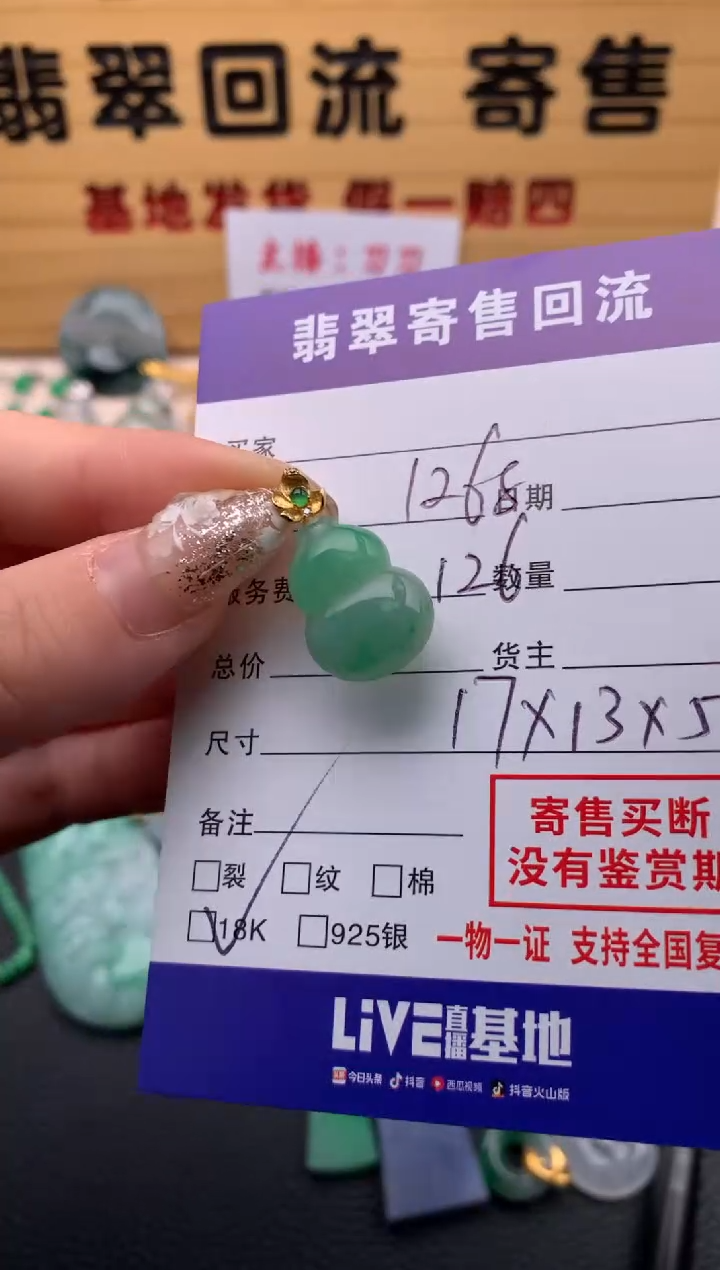 翡翠回流 寄售
基地发货 假一赔四
主播：羽羽
翡翠寄售回流
买家
1268
日期
服务费
126
数量
总价
货主
尺寸
17X13X5
备注
寄售买断
没有鉴赏期
裂 纹 棉
18K 925银
一物一证 支持全国复
LiVE直播基地
今日头条 抖音 西瓜视频 抖音火山版